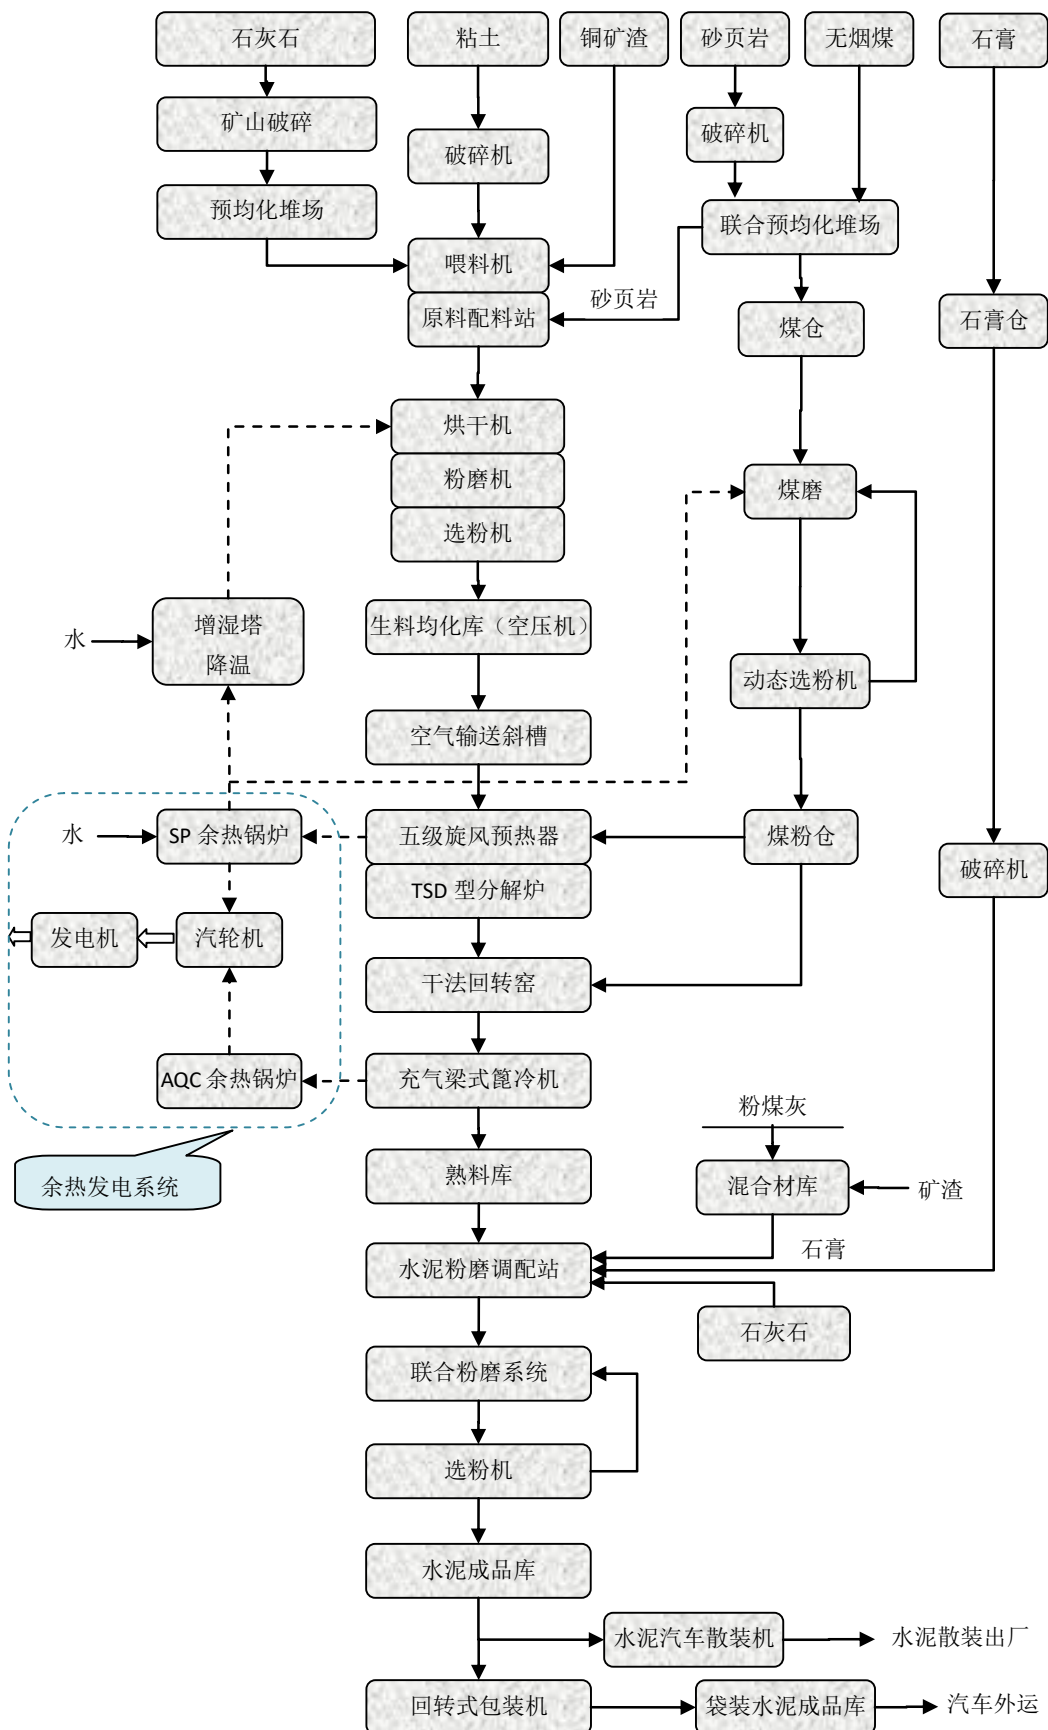 石灰石
粘土
铜矿渣
砂页岩
无烟煤
石膏
矿山破碎
破碎机
破碎机
预均化堆场
联合预均化堆场
喂料机
砂页岩
原料配料站
煤仓
石膏仓
烘干机
粉磨机
煤磨
选粉机
水
增湿塔
降温
生料均化库（空压机）
动态选粉机
空气输送斜槽
水
SP 余热锅炉
五级旋风预热器
煤粉仓
破碎机
TSD 型分解炉
发电机
汽轮机
干法回转窑
AQC 余热锅炉
充气梁式篦冷机
粉煤灰
余热发电系统
熟料库
混合材库
矿渣
石膏
水泥粉磨调配站
石灰石
联合粉磨系统
选粉机
水泥成品库
水泥汽车散装机
水泥散装出厂
回转式包装机
袋装水泥成品库
汽车外运